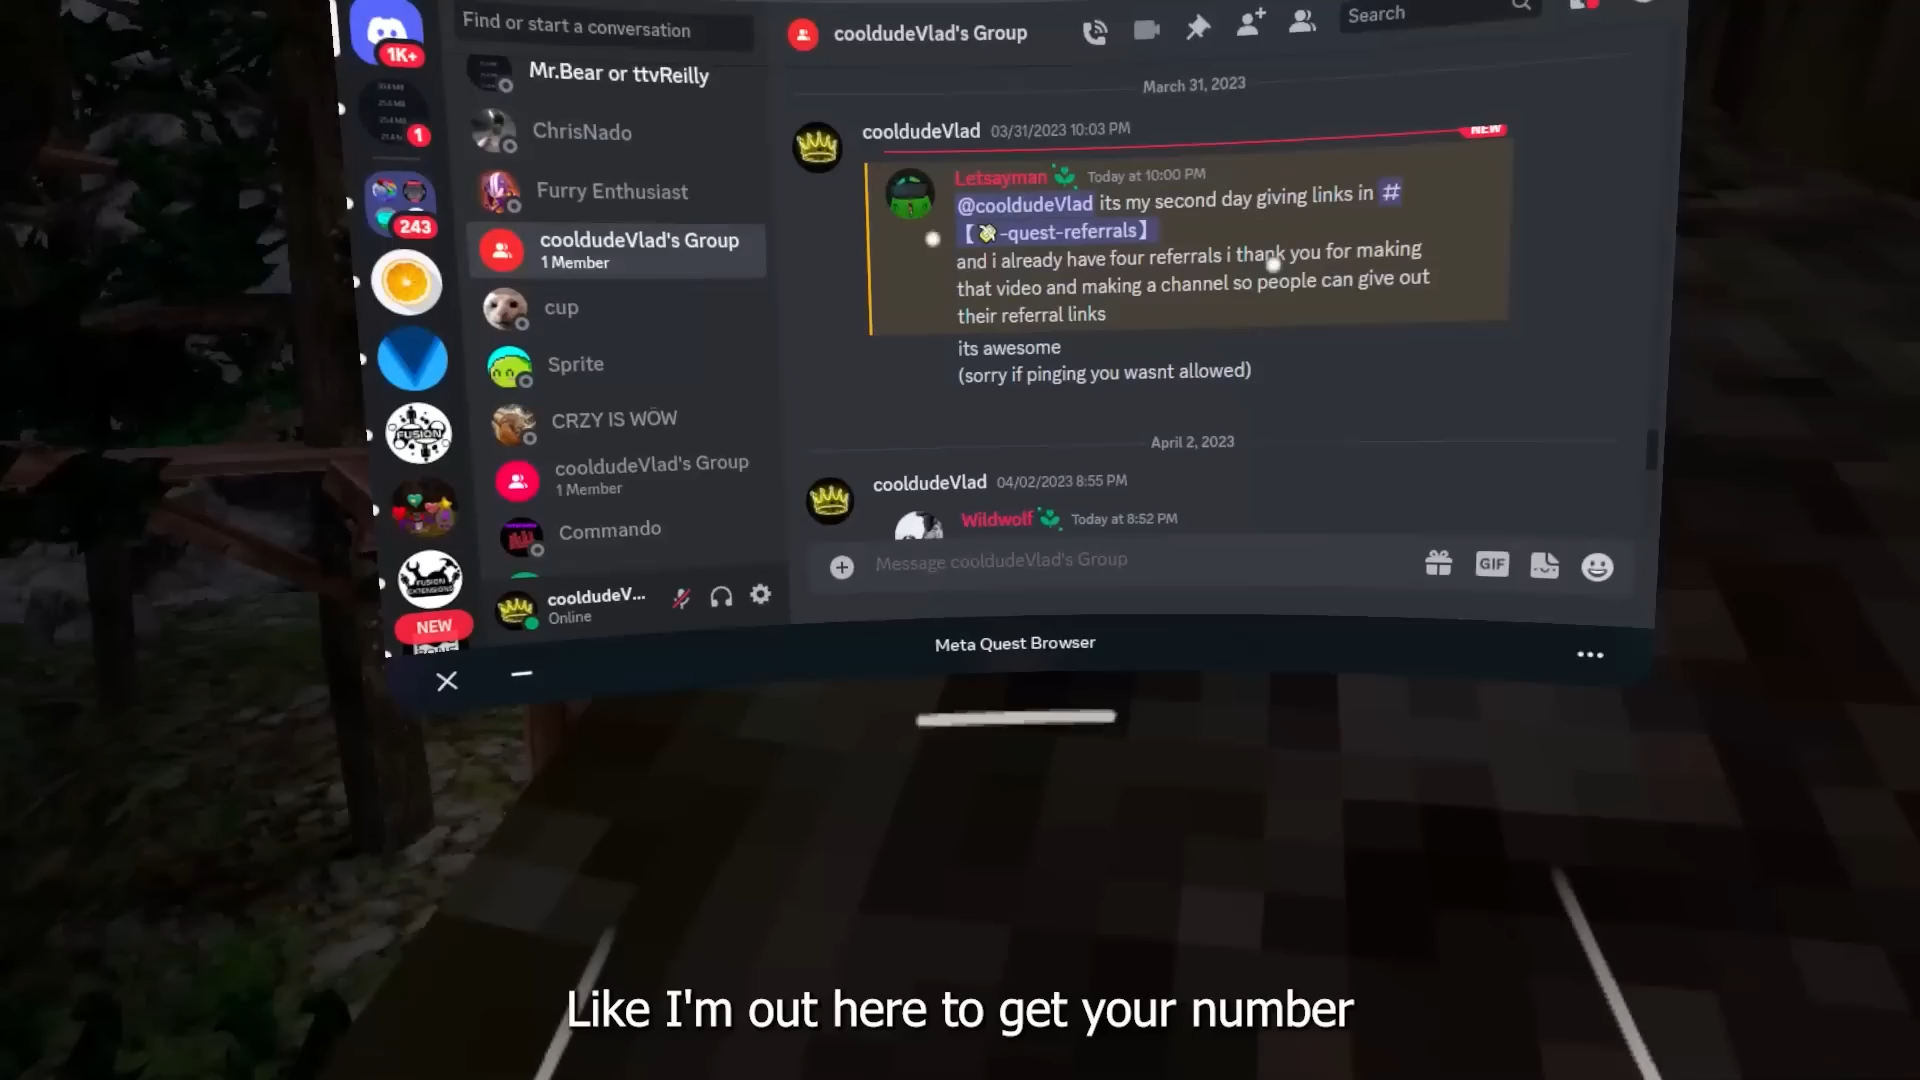 Find or start a conversation
1K+
1
243
FUSION
FUSION
EXTENSIONS
NEW
Mr.Bear or ttvReilly
ChrisNado
Furry Enthusiast
cooldudeVlad's Group
1 Member
cup
Sprite
CRZY IS WÖW
cooldudeVlad's Group
1 Member
Commando
cooldudeV...
Online
cooldudeVlad's Group
Search
March 31, 2023
cooldudeVlad 03/31/2023 10:03 PM
NEW
Letsayman Today at 10:00 PM
@cooldudeVlad its my second day giving links in #
【💸-quest-referrals】
and i already have four referrals i thank you for making
that video and making a channel so people can give out
their referral links
its awesome
(sorry if pinging you wasnt allowed)
April 2, 2023
cooldudeVlad 04/02/2023 8:55 PM
Wildwolf Today at 8:52 PM
Message cooldudeVlad's Group
GIF
Meta Quest Browser
Like I'm out here to get your number